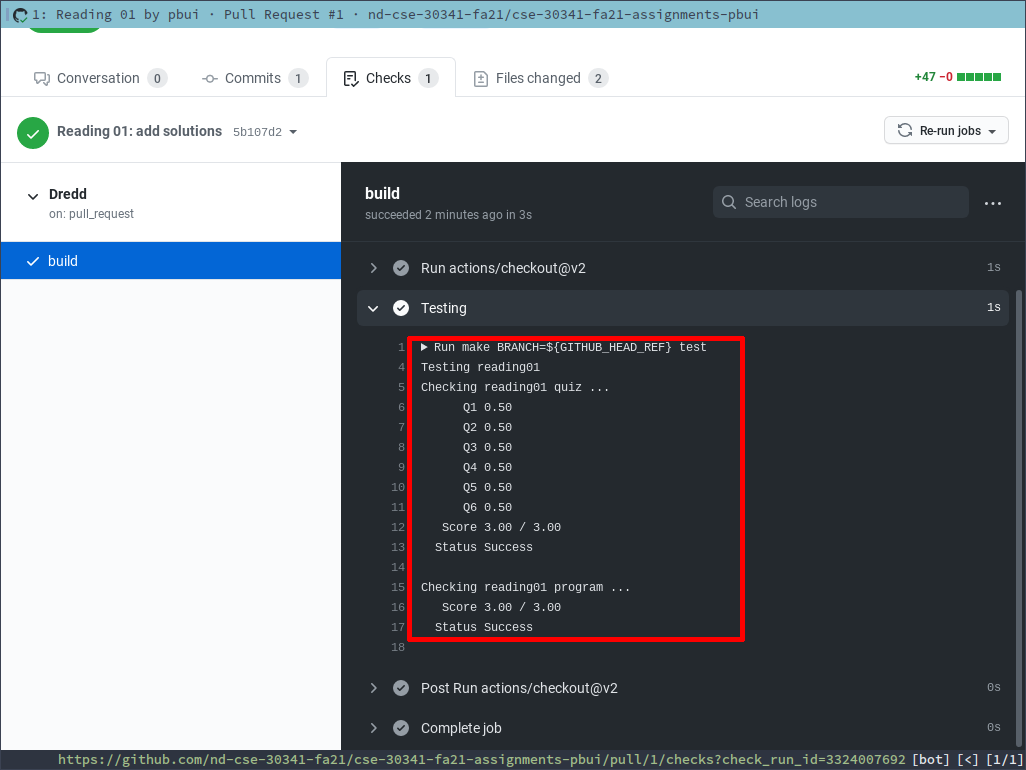 1: Reading 01 by pbui · Pull Request #1 · nd-cse-30341-fa21/cse-30341-fa21-assignments-pbui
Conversation 0
Commits 1
Checks 1
Files changed 2
+47 −0
Reading 01: add solutions 5b107d2
Re-run jobs
Dredd
on: pull_request
build
build
succeeded 2 minutes ago in 3s
Search logs
Run actions/checkout@v2 1s
Testing 1s
1 Run make BRANCH=${GITHUB_HEAD_REF} test
4 Testing reading01
5 Checking reading01 quiz ...
6 Q1 0.50
7 Q2 0.50
8 Q3 0.50
9 Q4 0.50
10 Q5 0.50
11 Q6 0.50
12 Score 3.00 / 3.00
13 Status Success
14
15 Checking reading01 program ...
16 Score 3.00 / 3.00
17 Status Success
18
Post Run actions/checkout@v2 0s
Complete job 0s
https://github.com/nd-cse-30341-fa21/cse-30341-fa21-assignments-pbui/pull/1/checks?check_run_id=3324007692 [bot] [<] [1/1]